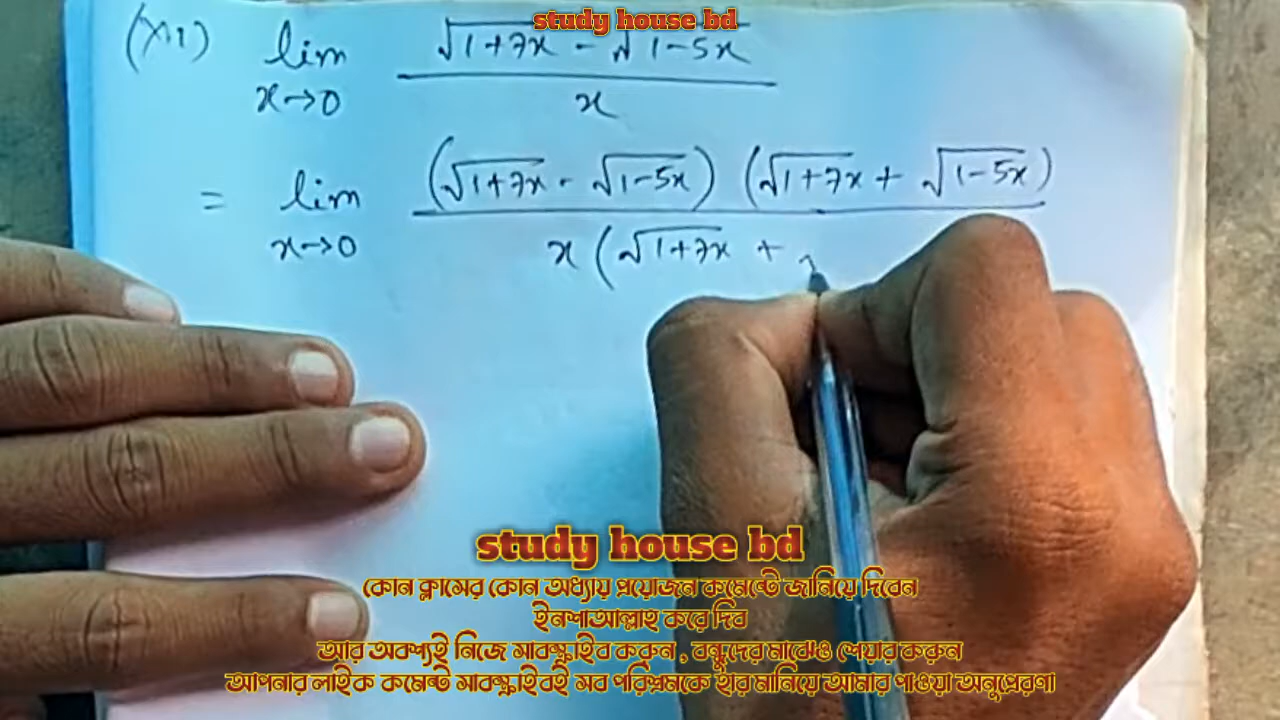 study house bd
(xi) lim √1+7x - √1-5x
x→0 x
= lim (√1+7x - √1-5x) (√1+7x + √1-5x)
x→0 x (√1+7x +
study house bd
কোন ক্লাসের কোন অধ্যায় প্রয়োজন কমেন্টে জানিয়ে দিবেন
ইনশাআল্লাহ করে দিব
আর অবশ্যই নিজে সাবস্ক্রাইব করুন , বন্ধুদের মাঝেও শেয়ার করুন
আপনার লাইক কমেন্ট সাবস্ক্রাইবই সব পরিশ্রমকে হার মানিয়ে আমার পাওয়া অনুপ্রেরণা